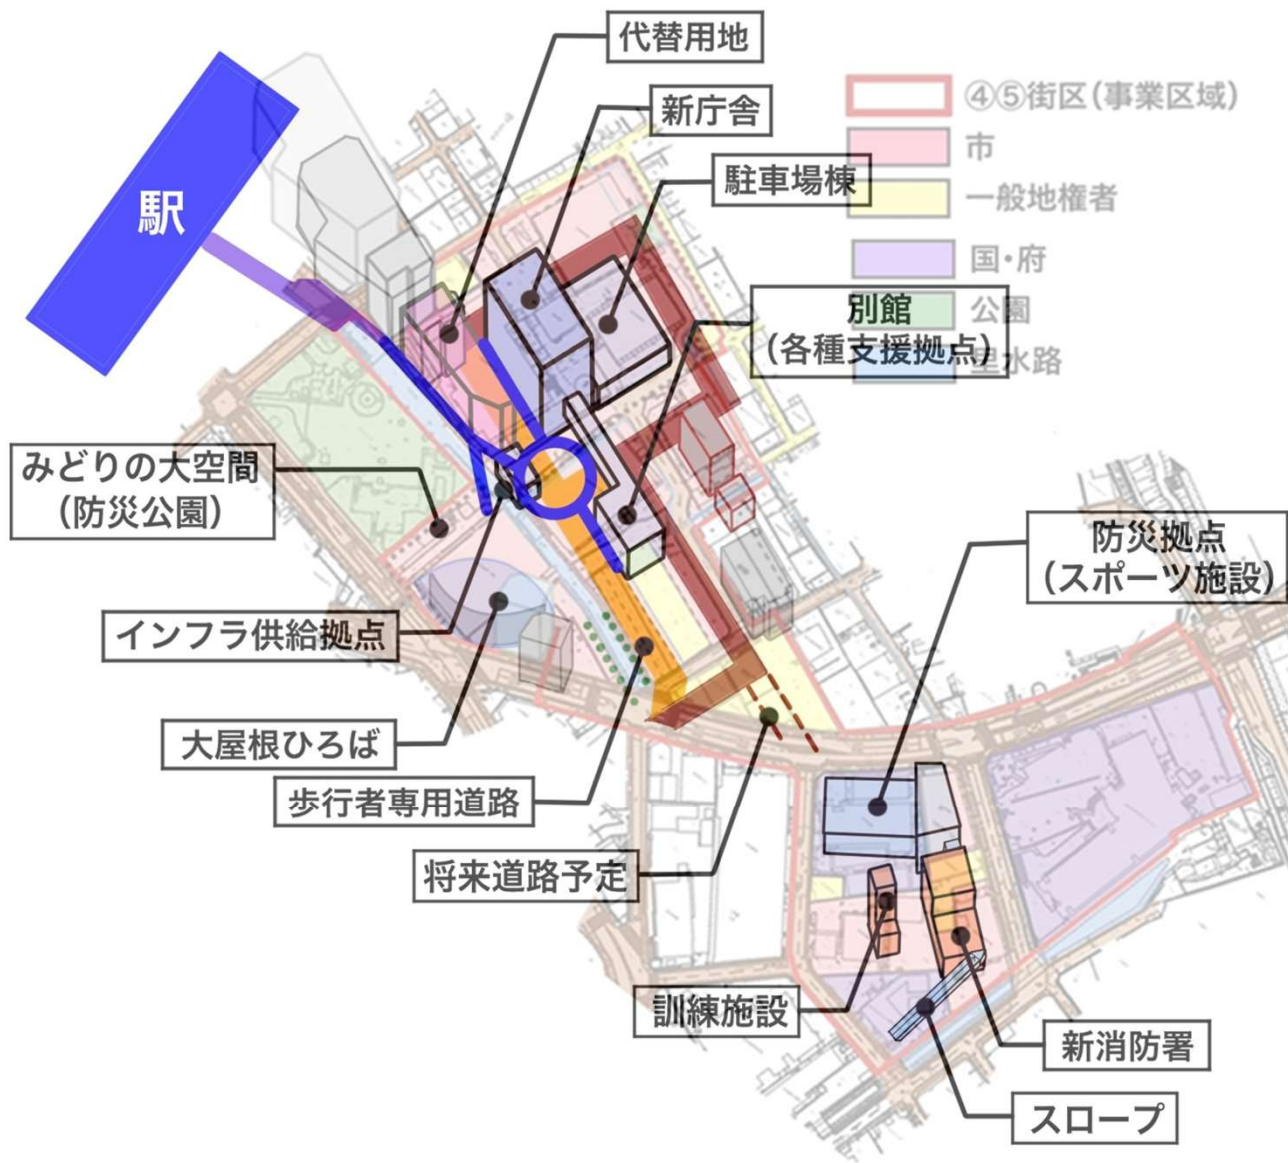 代替用地
新庁舎
駐車場棟
④⑤街区(事業区域)
市
一般地権者
国・府
公園
里水路
駅
別館
(各種支援拠点)
みどりの大空間
(防災公園)
防災拠点
(スポーツ施設)
インフラ供給拠点
大屋根ひろば
歩行者専用道路
将来道路予定
訓練施設
新消防署
スロープ